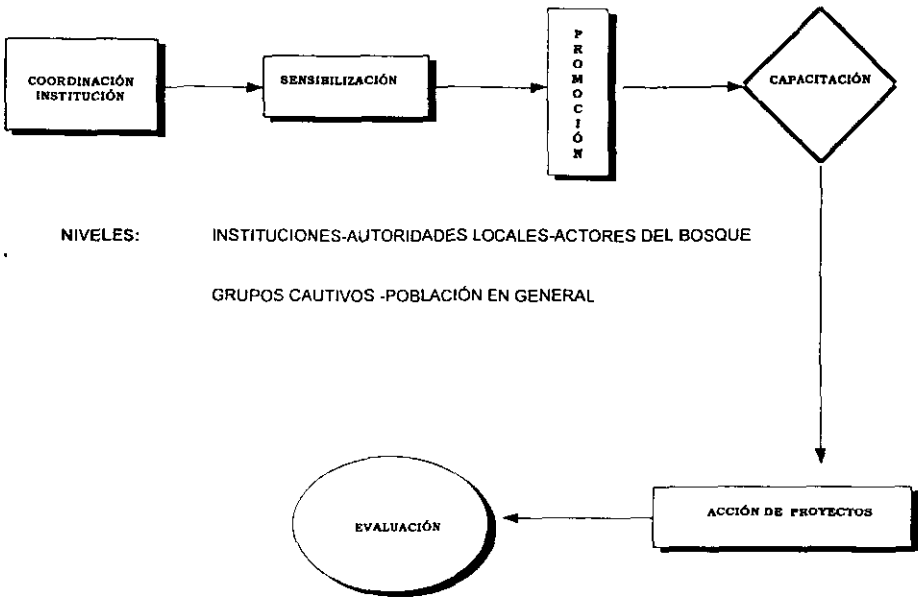 COORDINACIÓN
INSTITUCIÓN
SENSIBILIZACIÓN
PROMOCIÓN
CAPACITACIÓN
NIVELES: INSTITUCIONES-AUTORIDADES LOCALES-ACTORES DEL BOSQUE
GRUPOS CAUTIVOS -POBLACIÓN EN GENERAL
EVALUACIÓN
ACCIÓN DE PROYECTOS